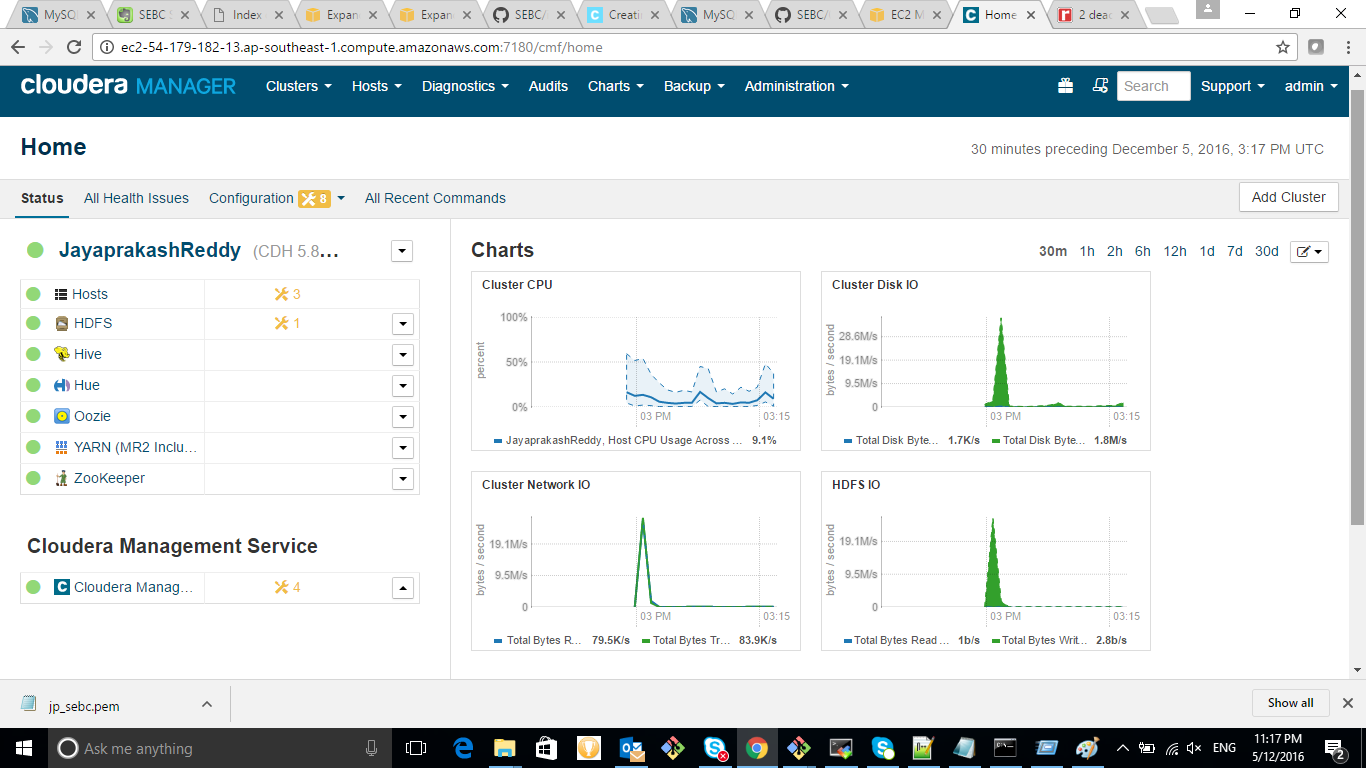 MySQ
SEBC S
Index
Expan
Expan
SEBC/
Creatin
MySC
SEBC/
EC2 M
Home
2 dead
ec2-54-179-182-13.ap-southeast-1.compute.amazonaws.com:7180/cmf/home
cloudera MANAGER Clusters Hosts Diagnostics Audits Charts Backup Administration Search Support admin
Home
30 minutes preceding December 5, 2016, 3:17 PM UTC
Status All Health Issues Configuration 8 All Recent Commands Add Cluster
JayaprakashReddy (CDH 5.8...
Hosts 3
HDFS 1
Hive
Hue
Oozie
YARN (MR2 Inclu...
ZooKeeper
Cloudera Management Service
Cloudera Manag... 4
Charts 30m 1h 2h 6h 12h 1d 7d 30d
Cluster CPU
percent
100%
50%
0%
03 PM 03:15
JayaprakashReddy, Host CPU Usage Across ... 9.1%
Cluster Disk IO
bytes / second
28.6M/s
19.1M/s
9.5M/s
0
03 PM 03:15
Total Disk Byte... 1.7K/s Total Disk Byte... 1.8M/s
Cluster Network IO
bytes / second
19.1M/s
9.5M/s
0
03 PM 03:15
Total Bytes R... 79.5K/s Total Bytes Tr... 83.9K/s
HDFS IO
bytes / second
19.1M/s
9.5M/s
0
03 PM 03:15
Total Bytes Read ... 1b/s Total Bytes Writ... 2.8b/s
jp_sebc.pem Show all
Ask me anything
ENG
11:17 PM
5/12/2016
2